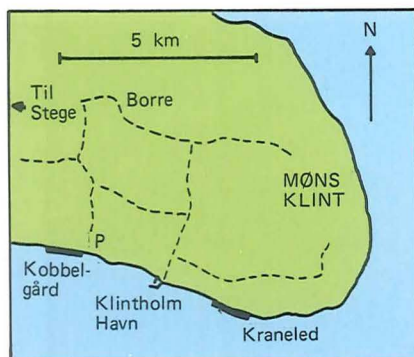 5 km
N
Til
Stege
Borre
MØNS
KLINT
P
Kobbel-
gård
Klintholm
Havn
Kraneled